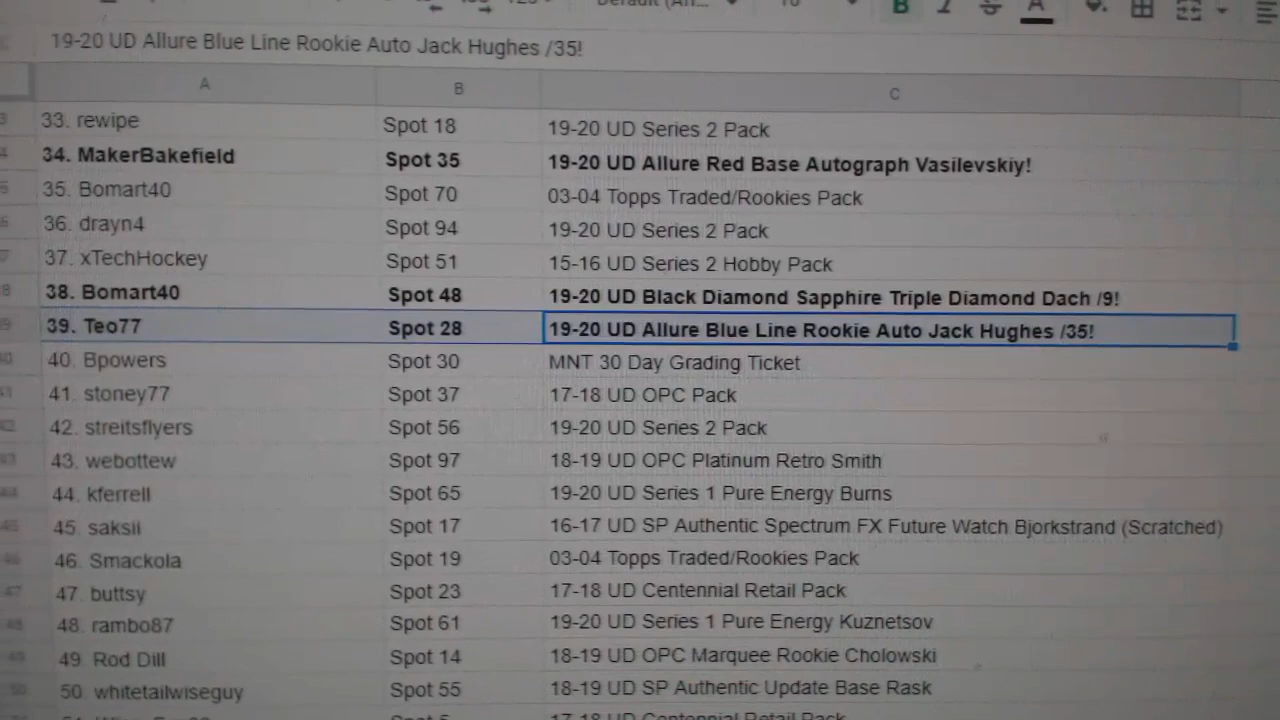 19-20 UD Allure Blue Line Rookie Auto Jack Hughes /35!
A B C
33. rewipe Spot 18 19-20 UD Series 2 Pack
34. MakerBakefield Spot 35 19-20 UD Allure Red Base Autograph Vasilevskiy!
35. Bomart40 Spot 70 03-04 Topps Traded/Rookies Pack
36. drayn4 Spot 94 19-20 UD Series 2 Pack
37. xTechHockey Spot 51 15-16 UD Series 2 Hobby Pack
38. Bomart40 Spot 48 19-20 UD Black Diamond Sapphire Triple Diamond Dach /9!
39. Teo77 Spot 28 19-20 UD Allure Blue Line Rookie Auto Jack Hughes /35!
40. Bpowers Spot 30 MNT 30 Day Grading Ticket
41. stoney77 Spot 37 17-18 UD OPC Pack
42. streitsflyers Spot 56 19-20 UD Series 2 Pack
43. webottew Spot 97 18-19 UD OPC Platinum Retro Smith
44. kferrell Spot 65 19-20 UD Series 1 Pure Energy Burns
45. saksii Spot 17 16-17 UD SP Authentic Spectrum FX Future Watch Bjorkstrand (Scratched)
46. Smackola Spot 19 03-04 Topps Traded/Rookies Pack
47. buttsy Spot 23 17-18 UD Centennial Retail Pack
48. rambo87 Spot 61 19-20 UD Series 1 Pure Energy Kuznetsov
49. Rod Dill Spot 14 18-19 UD OPC Marquee Rookie Cholowski
50. whitetailwiseguy Spot 55 18-19 UD SP Authentic Update Base Rask
17-18 UD Centennial Retail Pack